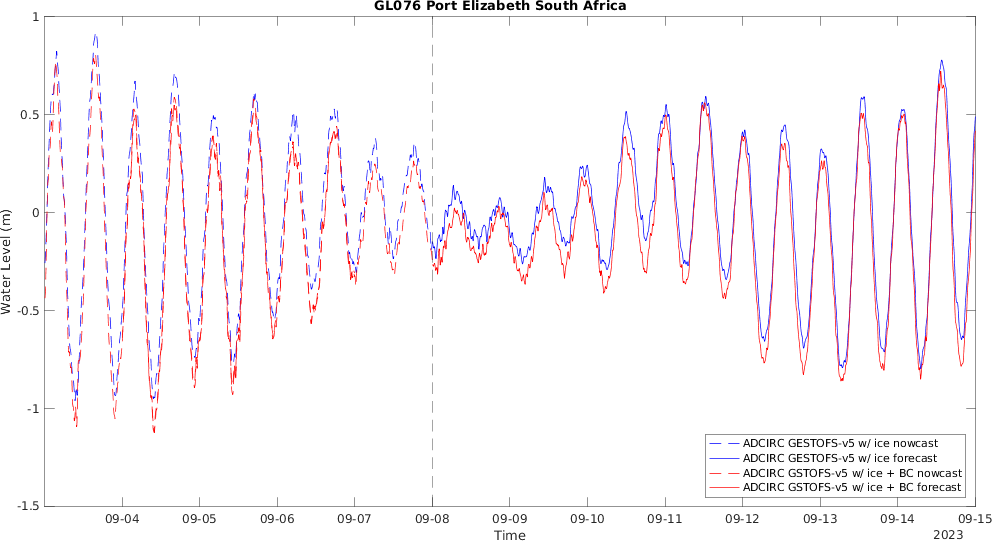 GL076 Port Elizabeth South Africa
1
0.5
0
-0.5
-1
-1.5
Water Level (m)
09-04 09-05 09-06 09-07 09-08 09-09 09-10 09-11 09-12 09-13 09-14 09-15
Time
2023
ADCIRC GESTOFS-v5 w/ ice nowcast
ADCIRC GESTOFS-v5 w/ ice forecast
ADCIRC GSTOFS-v5 w/ ice + BC nowcast
ADCIRC GSTOFS-v5 w/ ice + BC forecast